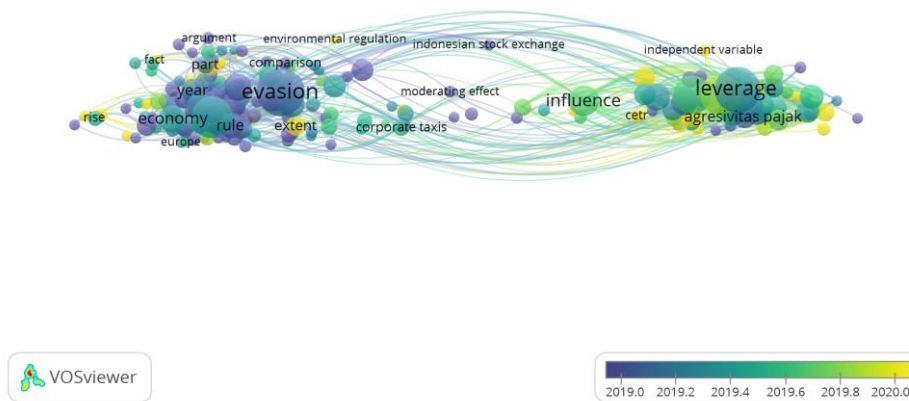 argument
environmental regulation
indonesian stock exchange
independent variable
fact
part
comparison
year
evasion
moderating effect
influence
leverage
rise
economy
rule
extent
corporate taxis
cetr
agresivitas pajak
europe
VOSviewer
2019.0 2019.2 2019.4 2019.6 2019.8 2020.0